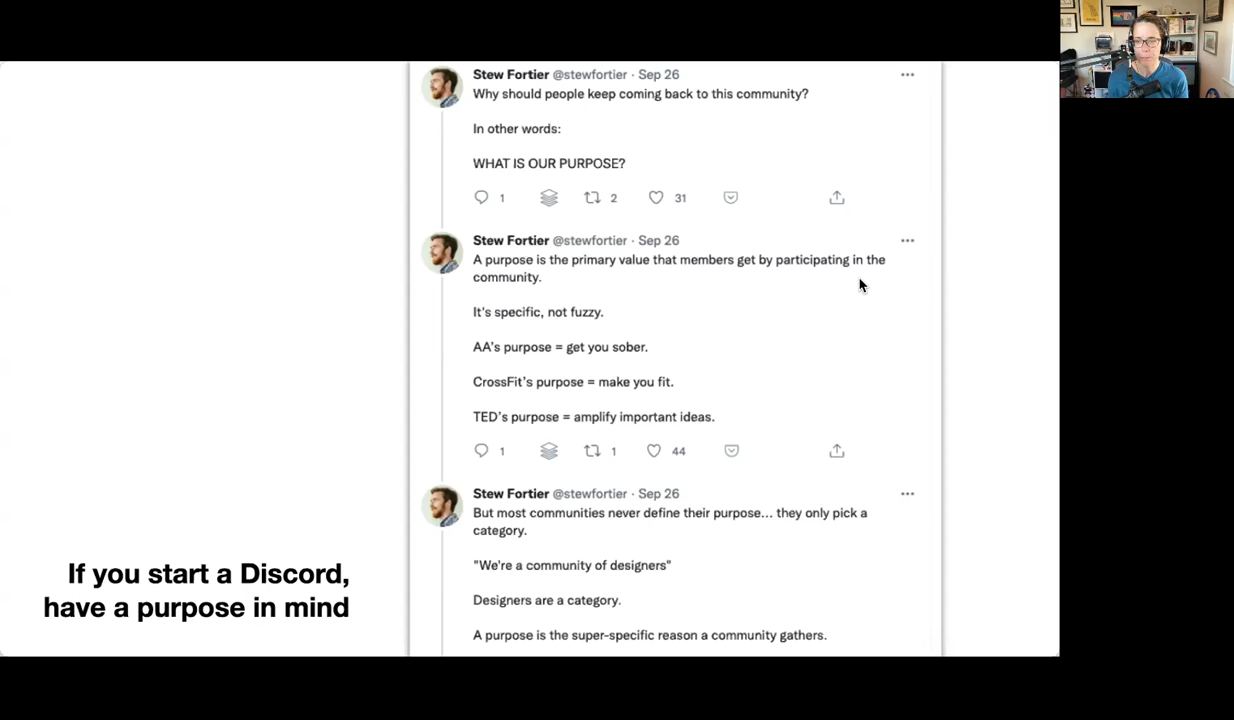 Stew Fortier @stewfortier · Sep 26
Why should people keep coming back to this community?
In other words:
WHAT IS OUR PURPOSE?
1 2 31
Stew Fortier @stewfortier · Sep 26
A purpose is the primary value that members get by participating in the
community.
It's specific, not fuzzy.
AA's purpose = get you sober.
CrossFit's purpose = make you fit.
TED's purpose = amplify important ideas.
1 1 44
Stew Fortier @stewfortier · Sep 26
But most communities never define their purpose... they only pick a
category.
"We're a community of designers"
Designers are a category.
A purpose is the super-specific reason a community gathers.
If you start a Discord,
have a purpose in mind